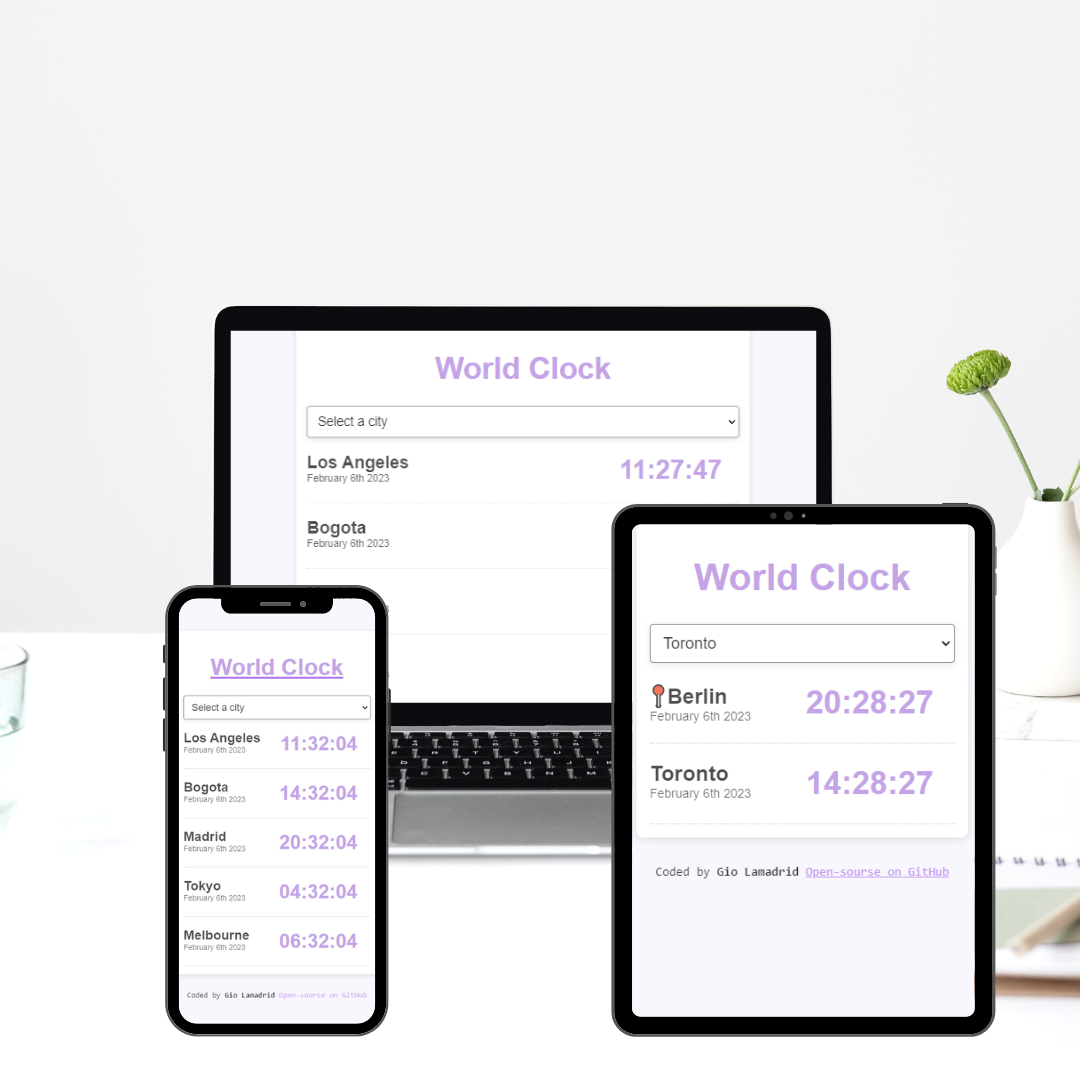 World Clock
Select a city
Los Angeles
11:27:47
February 6th 2023
Bogota
February 6th 2023
World Clock
Select a city
Los Angeles
11:32:04
February 6th 2023
Bogota
14:32:04
February 6th 2023
Madrid
20:32:04
February 6th 2023
Tokyo
04:32:04
February 6th 2023
Melbourne
06:32:04
February 6th 2023
Coded by Gio Lamadrid Open-sourse on GitHub
World Clock
Toronto
Berlin
20:28:27
February 6th 2023
Toronto
14:28:27
February 6th 2023
Coded by Gio Lamadrid Open-sourse on GitHub